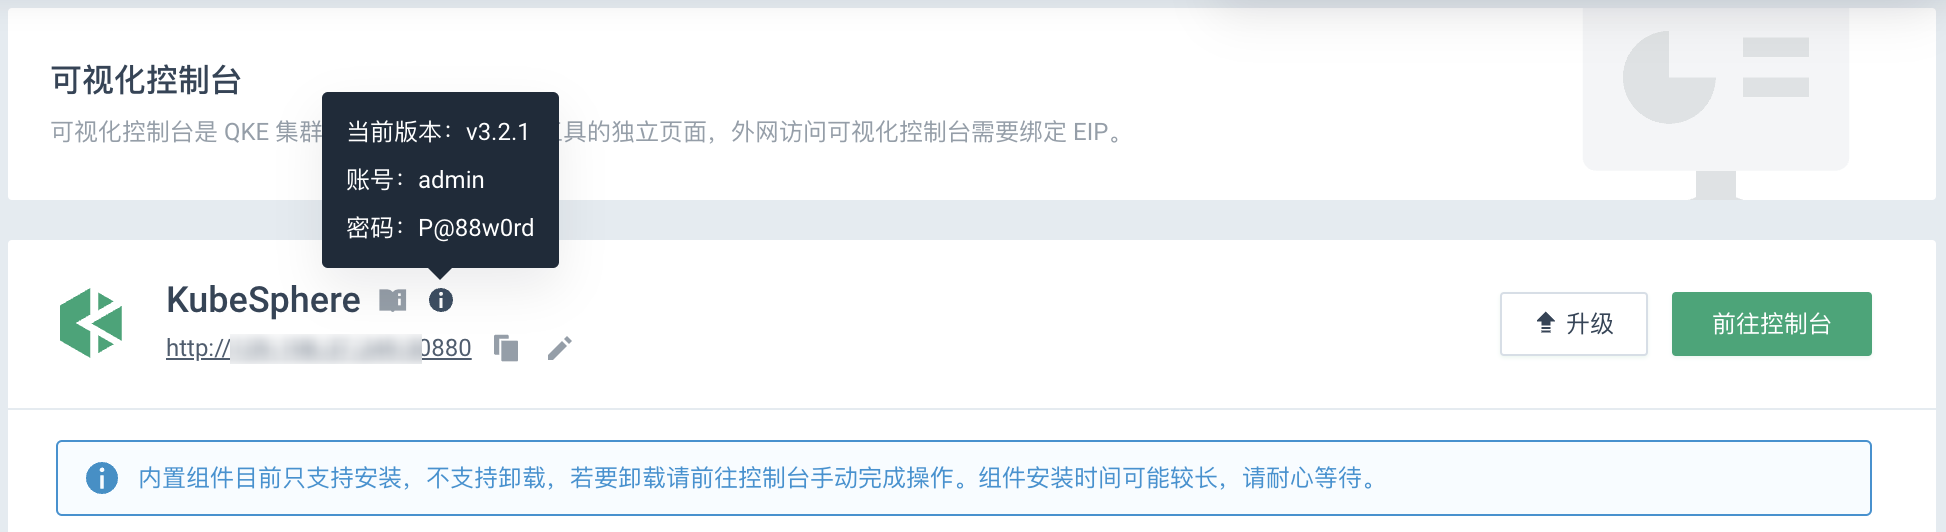 可视化控制台
可视化控制台是 QKE 集群
具的独立页面，外网访问可视化控制台需要绑定 EIP。
当前版本：v3.2.1
账号：admin
密码：P@88w0rd
KubeSphere
http://
0880
升级
前往控制台
内置组件目前只支持安装，不支持卸载，若要卸载请前往控制台手动完成操作。组件安装时间可能较长，请耐心等待。